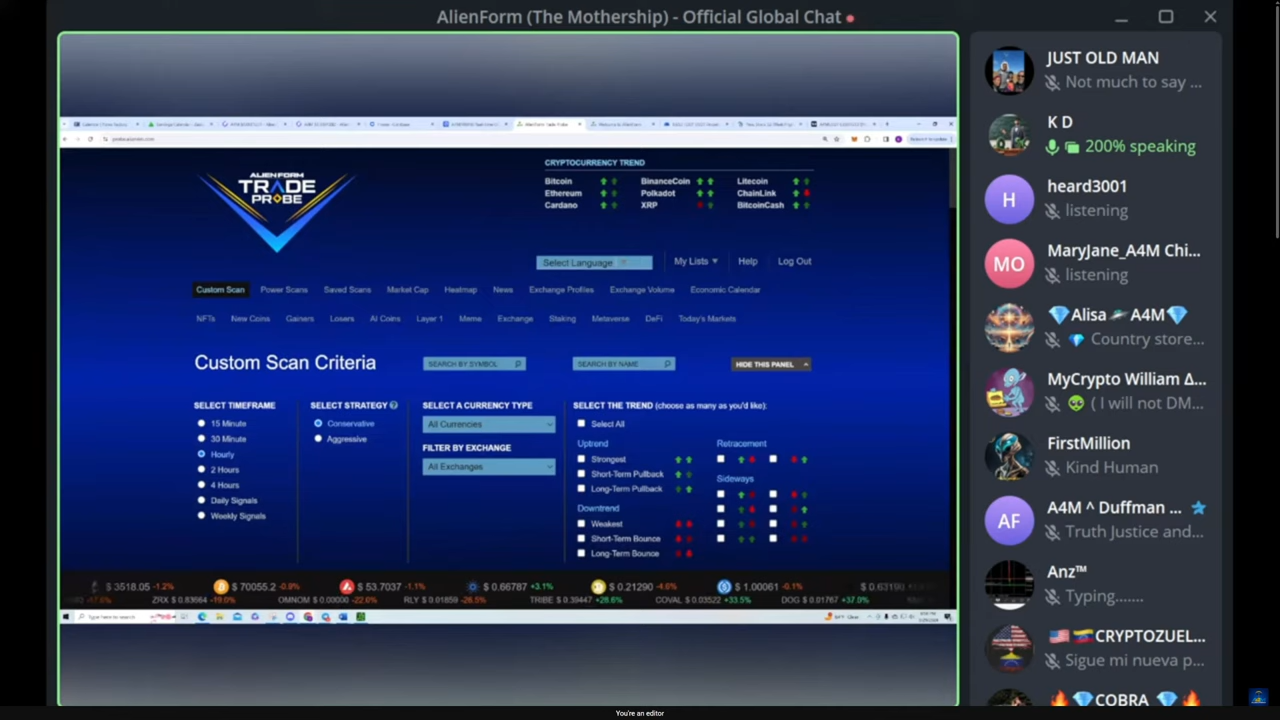 AlienForm (The Mothership) - Official Global Chat
JUST OLD MAN
Not much to say ...
K D
200% speaking
heard3001
listening
MaryJane_A4M Chi...
listening
💎Alisa🛸A4M💎
💎 Country store...
MyCrypto William Δ...
👽 ( I will not DM...
FirstMillion
Kind Human
A4M ^ Duffman ...
Truth Justice and...
Anz™
Typing.......
🇺🇸🇻🇪CRYPTOZUEL...
Sigue mi nueva p...
🔥💎COBRA 💎🔥
H
MO
AF
ALIEN FORM
TRADE
PROBE
CRYPTOCURRENCY TREND
Bitcoin BinanceCoin Litecoin
Ethereum Polkadot ChainLink
Cardano XRP BitcoinCash
Select Language My Lists Help Log Out
Custom Scan Power Scans Saved Scans Market Cap Heatmap News Exchange Profiles Exchange Volume Economic Calendar
NFTs New Coins Gainers Losers AI Coins Layer 1 Meme Exchange Staking Metaverse DeFi Today's Markets
Custom Scan Criteria SEARCH BY SYMBOL SEARCH BY NAME HIDE THIS PANEL
SELECT TIMEFRAME SELECT STRATEGY SELECT A CURRENCY TYPE SELECT THE TREND (choose as many as you'd like):
15 Minute Conservative All Currencies Select All
30 Minute Aggressive
Hourly FILTER BY EXCHANGE Uptrend Retracement
2 Hours All Exchanges Strongest
4 Hours Short-Term Pullback Sideways
Daily Signals Long-Term Pullback
Weekly Signals Downtrend
Weakest
Short-Term Bounce
Long-Term Bounce
$ 3518.05 -1.2% $ 70055.2 -0.9% $ 53.7037 -1.1% $ 0.66787 +3.1% $ 0.21290 -4.6% $ 1.00061 -0.1%
ZRX $ 0.83664 -19.0% OMNOM $ 0.00000 -22.6% RLY $ 0.01859 -26.5% TRIBE $ 0.39447 +28.6% COVAL $ 0.03522 +33.5% DOG $ 0.01767 +37.0%
Type here to search
You're an editor